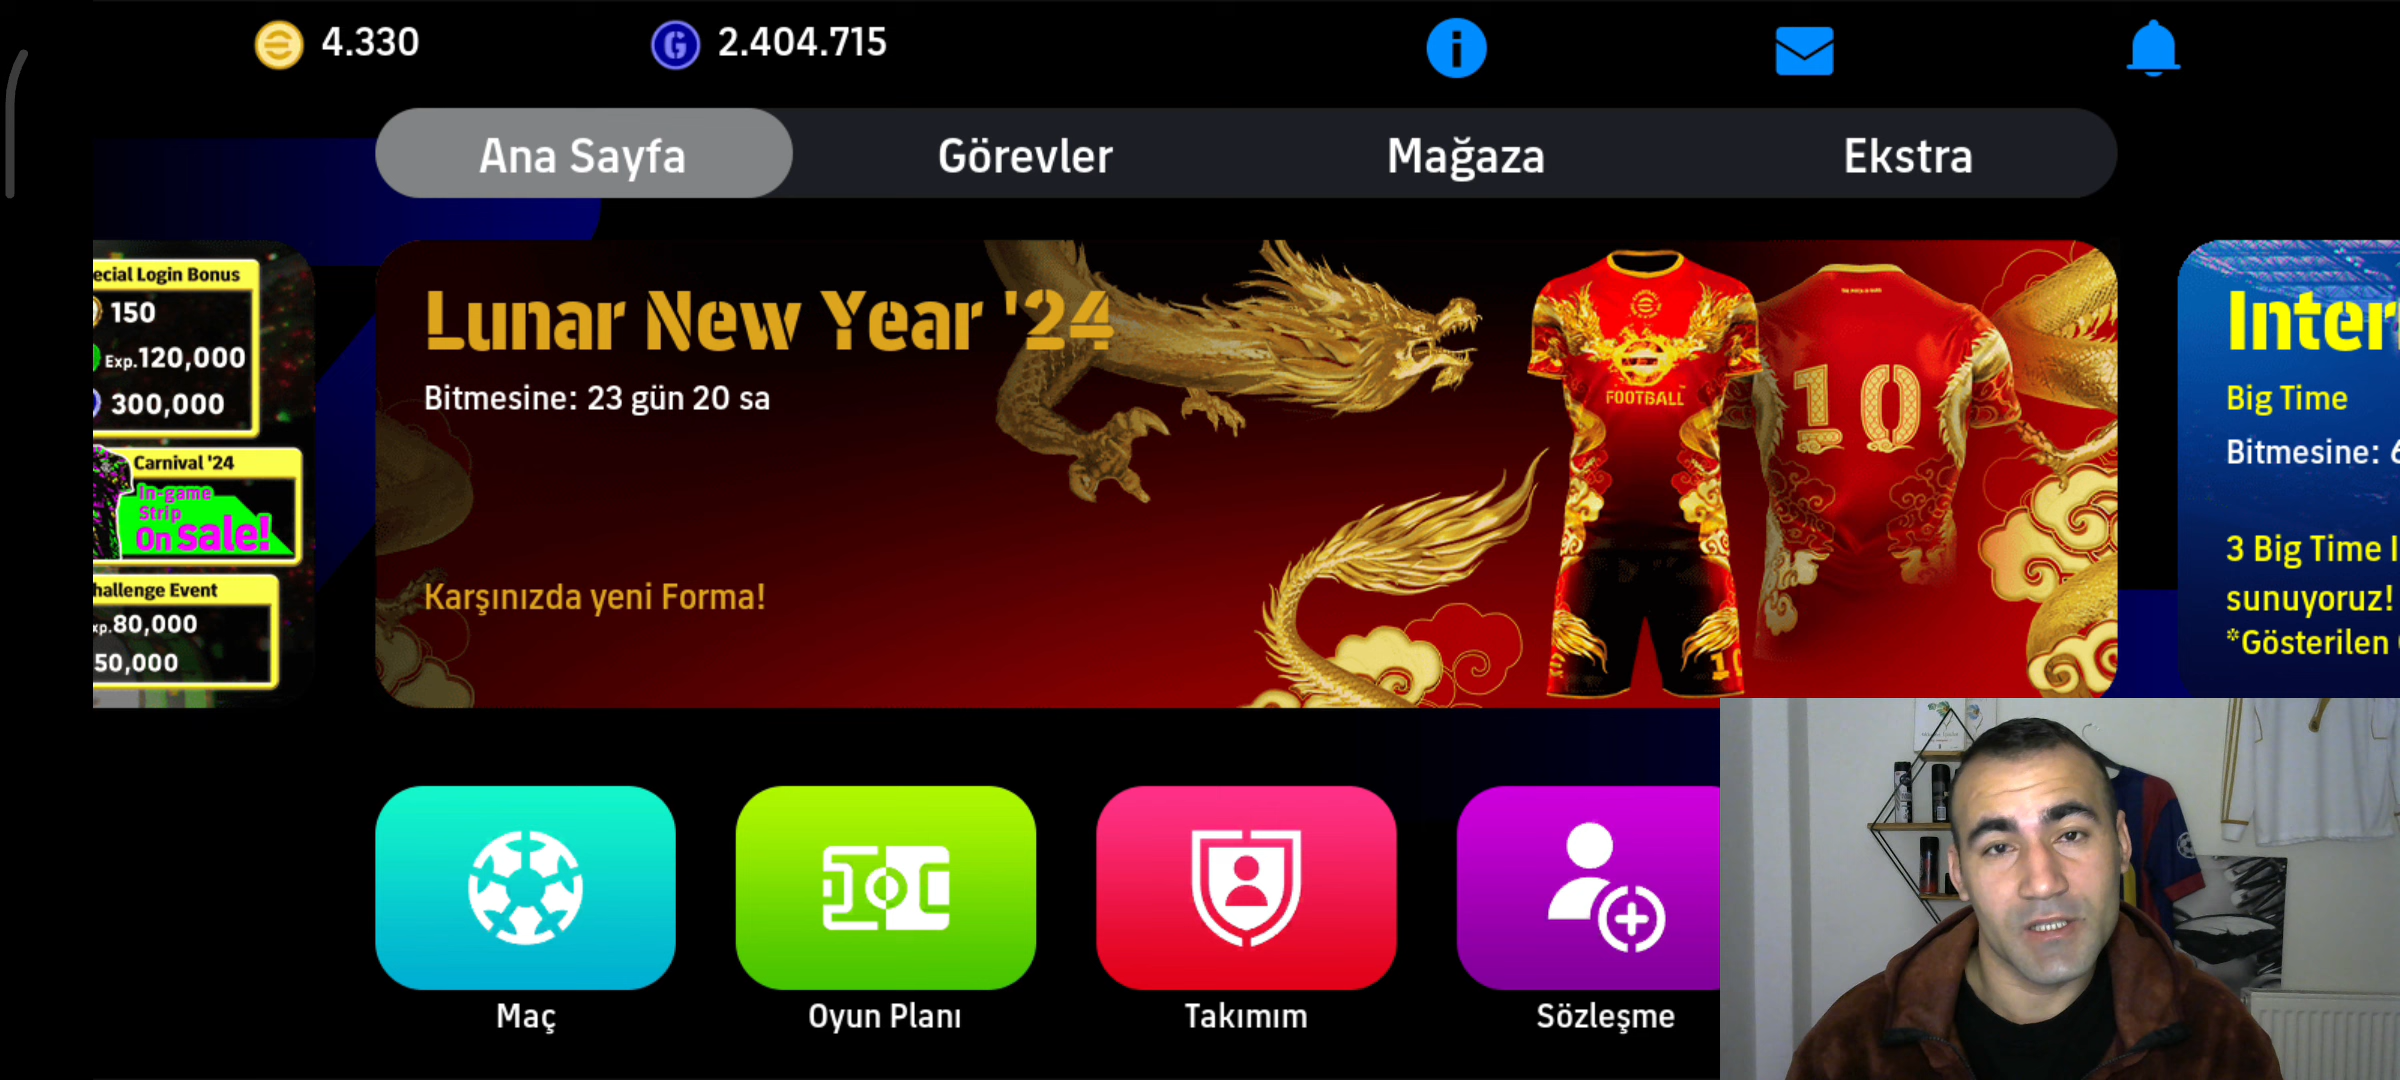 4.330
2.404.715
Ana Sayfa
Görevler
Mağaza
Ekstra
ecial Login Bonus
150
Exp.120,000
300,000
Carnival '24
In-game
Strip
On sale!
hallenge Event
xp.80,000
50,000
Lunar New Year '24
Bitmesine: 23 gün 20 sa
Karşınızda yeni Forma!
FOOTBALL
10
10
Inter
Big Time
Bitmesine: 6
3 Big Time I
sunuyoruz!
*Gösterilen
Maç
Oyun Planı
Takımım
Sözleşme